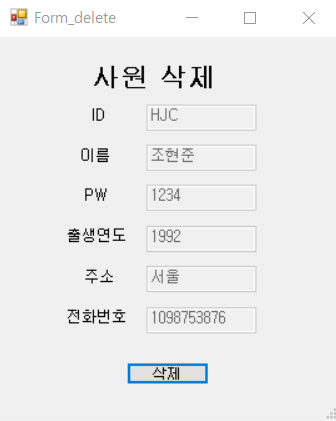 Form_delete
사원 삭제
ID HJC
이름 조현준
PW 1234
출생연도 1992
주소 서울
전화번호 1098753876
삭제